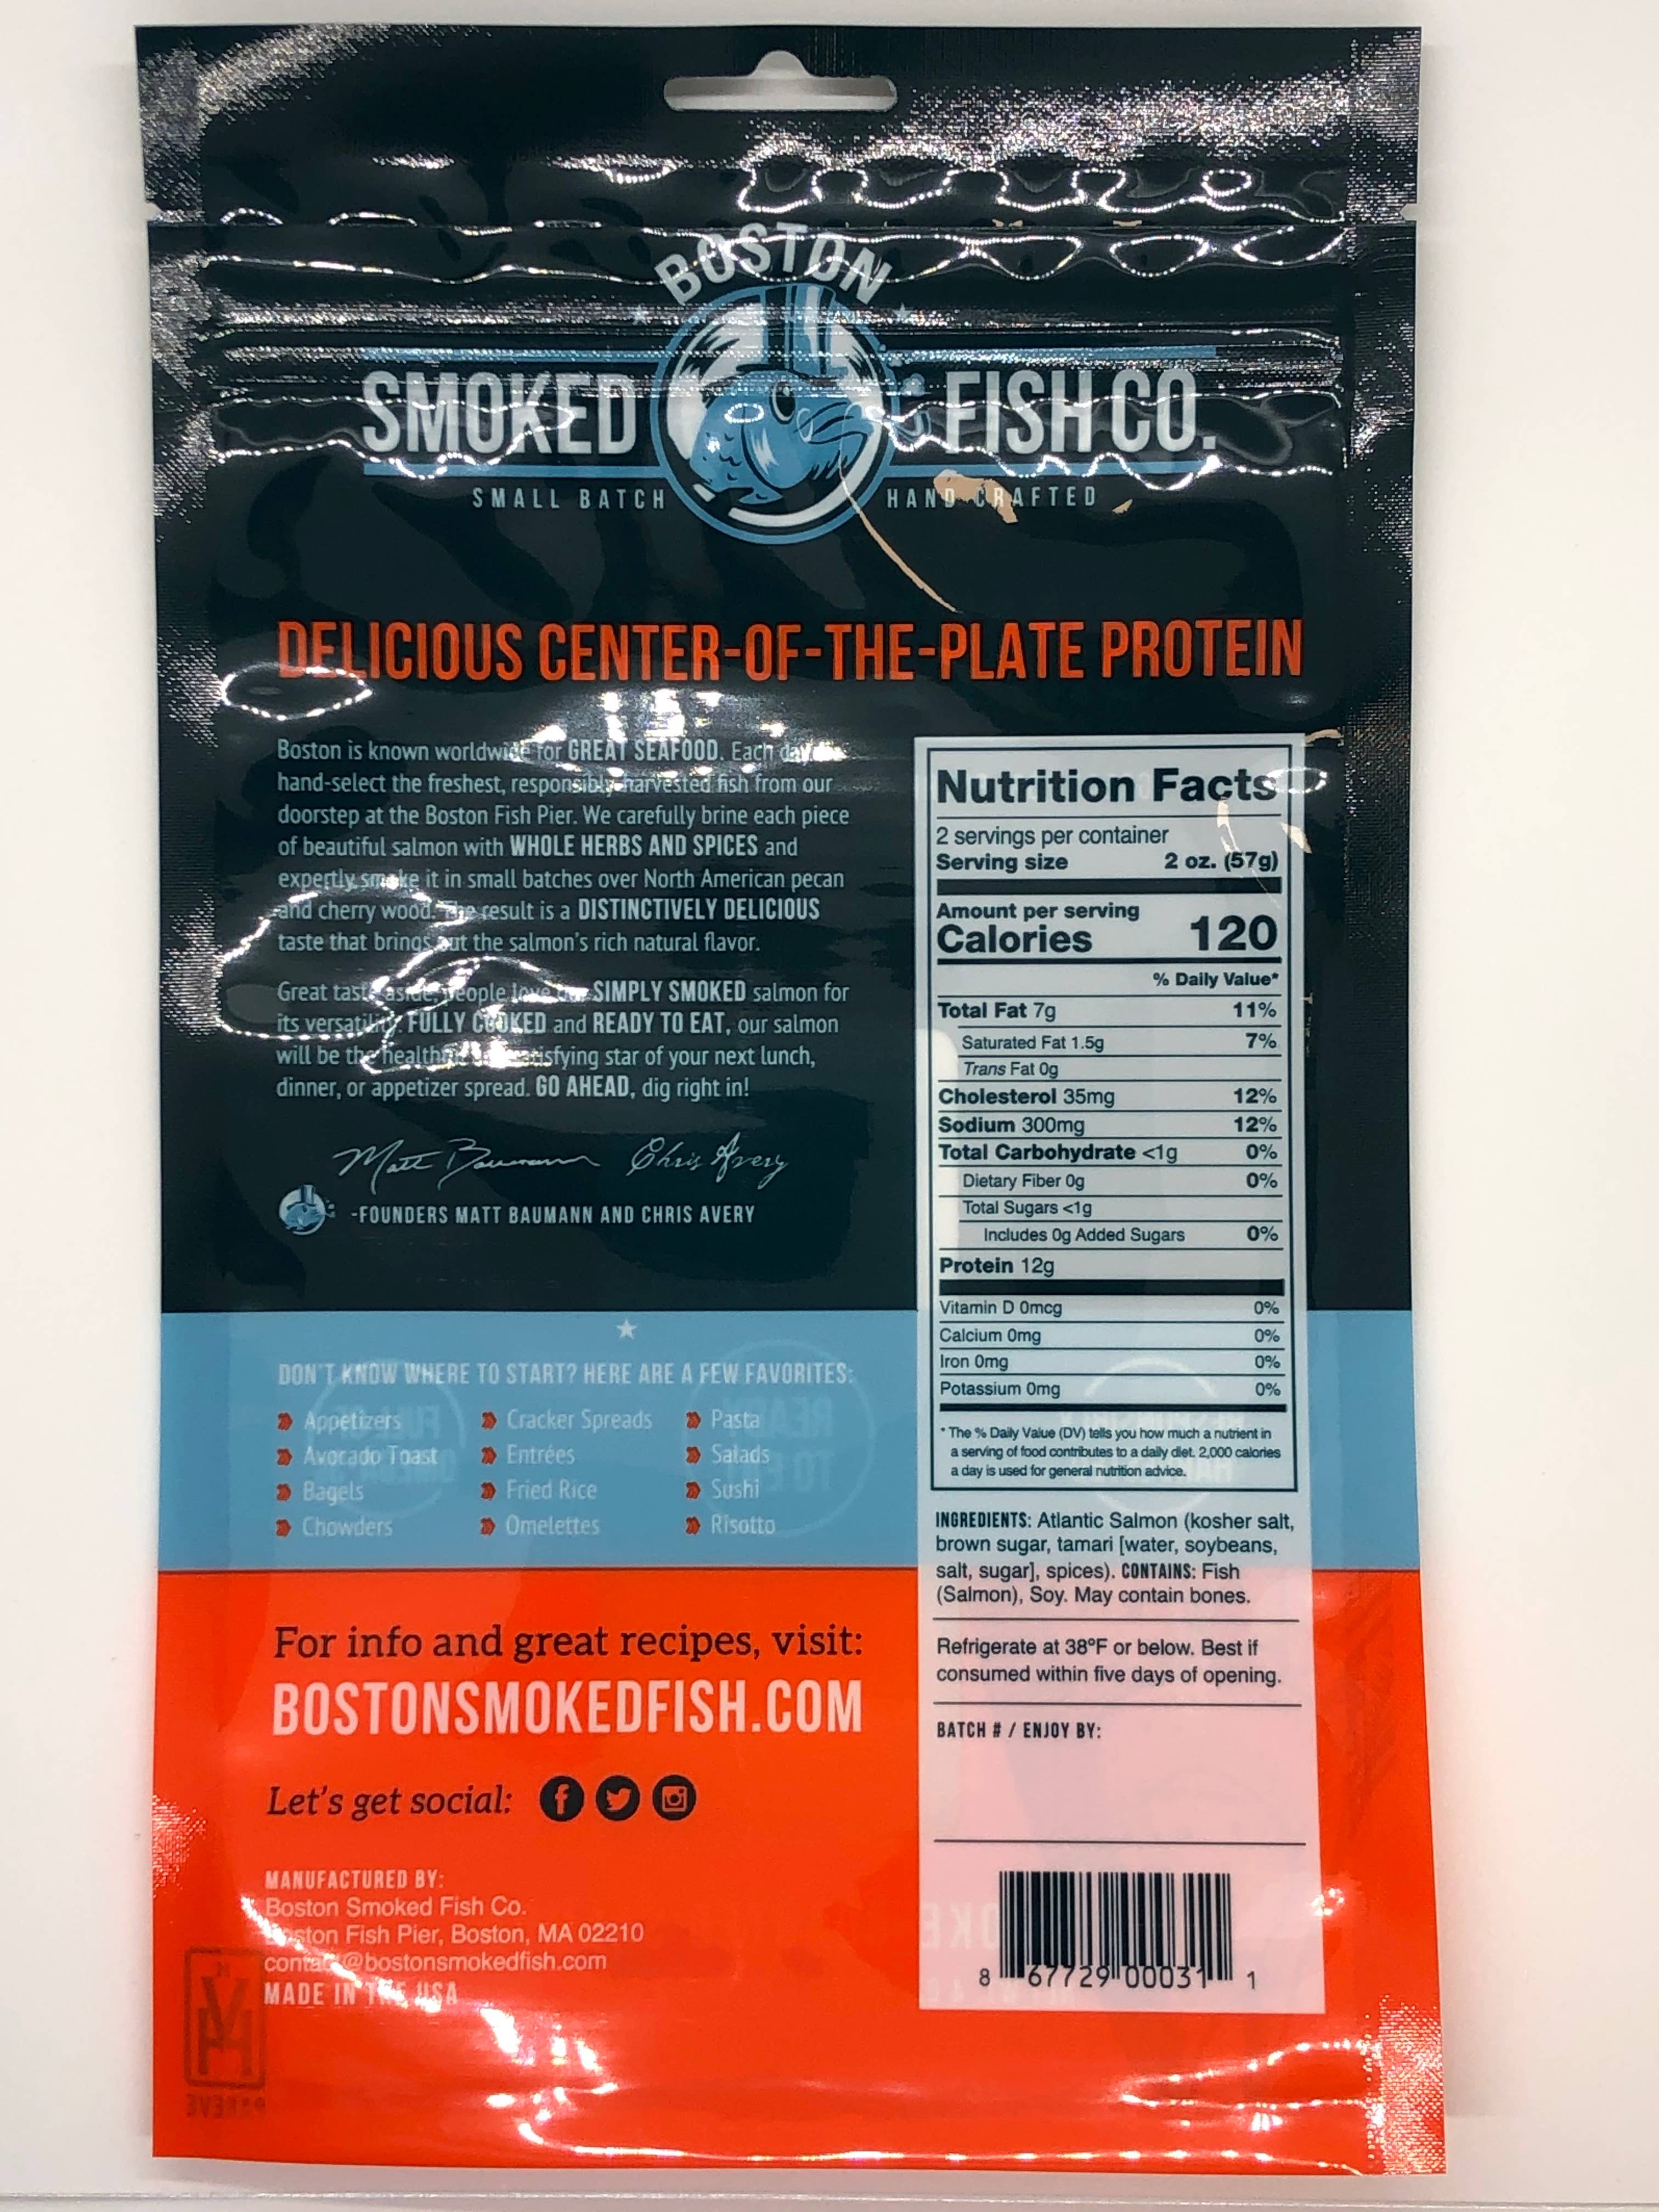 BOSTON
SMOKED FISH CO.
SMALL BATCH HAND CRAFTED
DELICIOUS CENTER-OF-THE-PLATE PROTEIN
Boston is known worldwide for GREAT SEAFOOD. Each day
hand-select the freshest, responsibly-harvested fish from our
doorstep at the Boston Fish Pier. We carefully brine each piece
of beautiful salmon with WHOLE HERBS AND SPICES and
expertly smoke it in small batches over North American pecan
and cherry wood. The result is a DISTINCTIVELY DELICIOUS
taste that brings out the salmon's rich natural flavor.
Great taste aside, people love our SIMPLY SMOKED salmon for
its versatility. FULLY COOKED and READY TO EAT, our salmon
will be the satisfying star of your next lunch,
dinner, or appetizer spread. GO AHEAD, dig right in!
Matt Baumann Chris Avery
-FOUNDERS MATT BAUMANN AND CHRIS AVERY
DON'T KNOW WHERE TO START? HERE ARE A FEW FAVORITES:
Appetizers
Avocado Toast
Bagels
Chowders
Cracker Spreads
Entrées
Fried Rice
Omelettes
Pasta
Salads
Sushi
Risotto
For info and great recipes, visit:
BOSTONSMOKEDFISH.COM
Let's get social:
MANUFACTURED BY:
Boston Smoked Fish Co.
Boston Fish Pier, Boston, MA 02210
contact@bostonsmokedfish.com
MADE IN THE USA
Nutrition Facts
2 servings per container
Serving size 2 oz. (57g)
Amount per serving
Calories 120
% Daily Value*
Total Fat 7g 11%
Saturated Fat 1.5g 7%
Trans Fat 0g
Cholesterol 35mg 12%
Sodium 300mg 12%
Total Carbohydrate <1g 0%
Dietary Fiber 0g 0%
Total Sugars <1g
Includes 0g Added Sugars 0%
Protein 12g
Vitamin D 0mcg 0%
Calcium 0mg 0%
Iron 0mg 0%
Potassium 0mg 0%
* The % Daily Value (DV) tells you how much a nutrient in
a serving of food contributes to a daily diet. 2,000 calories
a day is used for general nutrition advice.
INGREDIENTS: Atlantic Salmon (kosher salt,
brown sugar, tamari [water, soybeans,
salt, sugar], spices). CONTAINS: Fish
(Salmon), Soy. May contain bones.
Refrigerate at 38°F or below. Best if
consumed within five days of opening.
BATCH # / ENJOY BY:
8 67729 00031 1